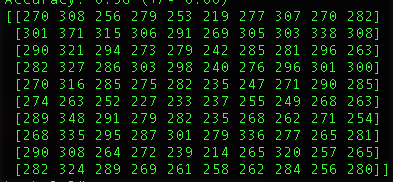 [[270 308 256 279 253 219 277 307 270 282]
[301 371 315 306 291 269 305 303 338 308]
[290 321 294 273 279 242 285 281 296 263]
[282 327 286 303 298 240 276 296 301 300]
[270 316 285 275 282 235 247 271 290 285]
[274 263 252 227 233 237 255 249 268 263]
[289 348 291 279 282 235 268 262 271 254]
[268 335 295 287 301 279 336 277 265 281]
[290 308 264 272 239 214 265 320 257 265]
[282 324 289 269 261 258 262 284 256 280]]